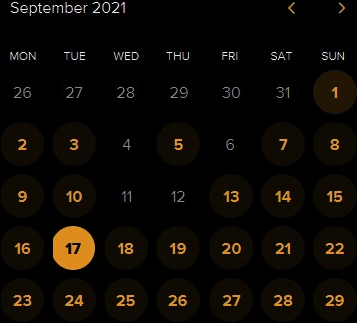 September 2021
MON TUE WED THU FRI SAT SUN
26 27 28 29 30 31 1
2 3 4 5 6 7 8
9 10 11 12 13 14 15
16 17 18 19 20 21 22
23 24 25 26 27 28 29